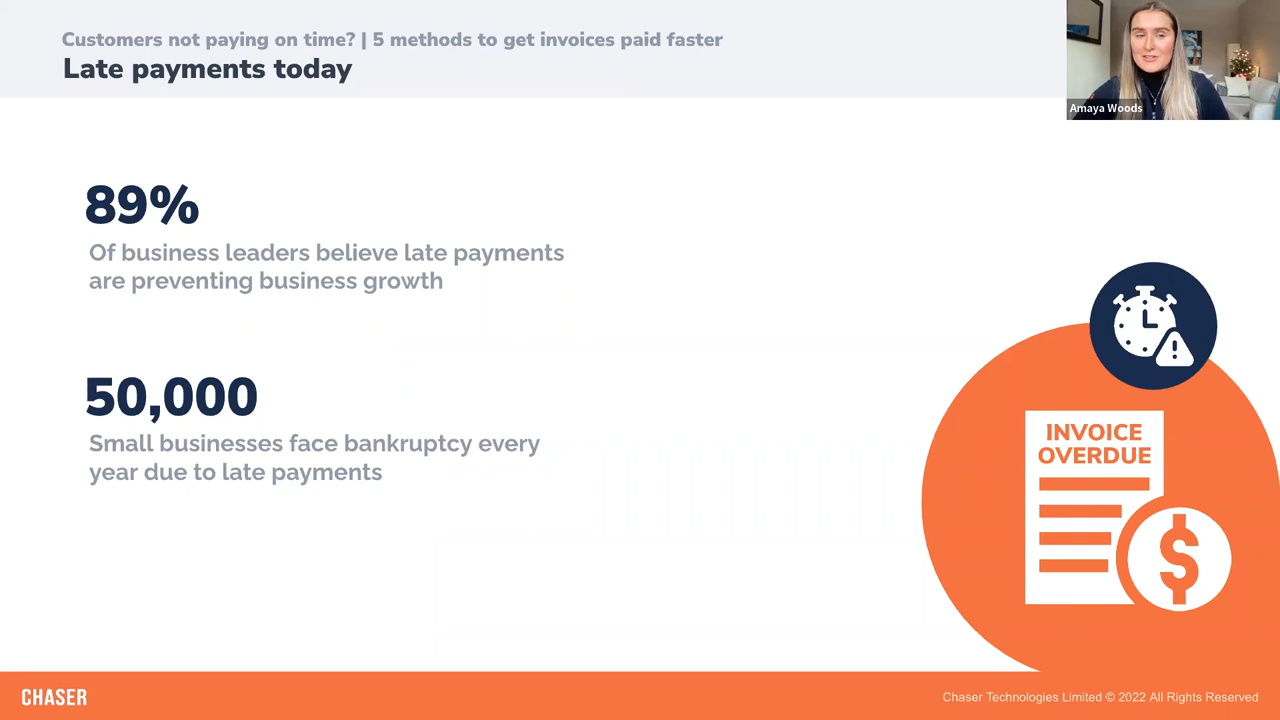 Customers not paying on time? | 5 methods to get invoices paid faster
Late payments today
Amaya Woods
89%
Of business leaders believe late payments
are preventing business growth
50,000
Small businesses face bankruptcy every
year due to late payments
INVOICE
OVERDUE
$
CHASER
Chaser Technologies Limited © 2022 All Rights Reserved